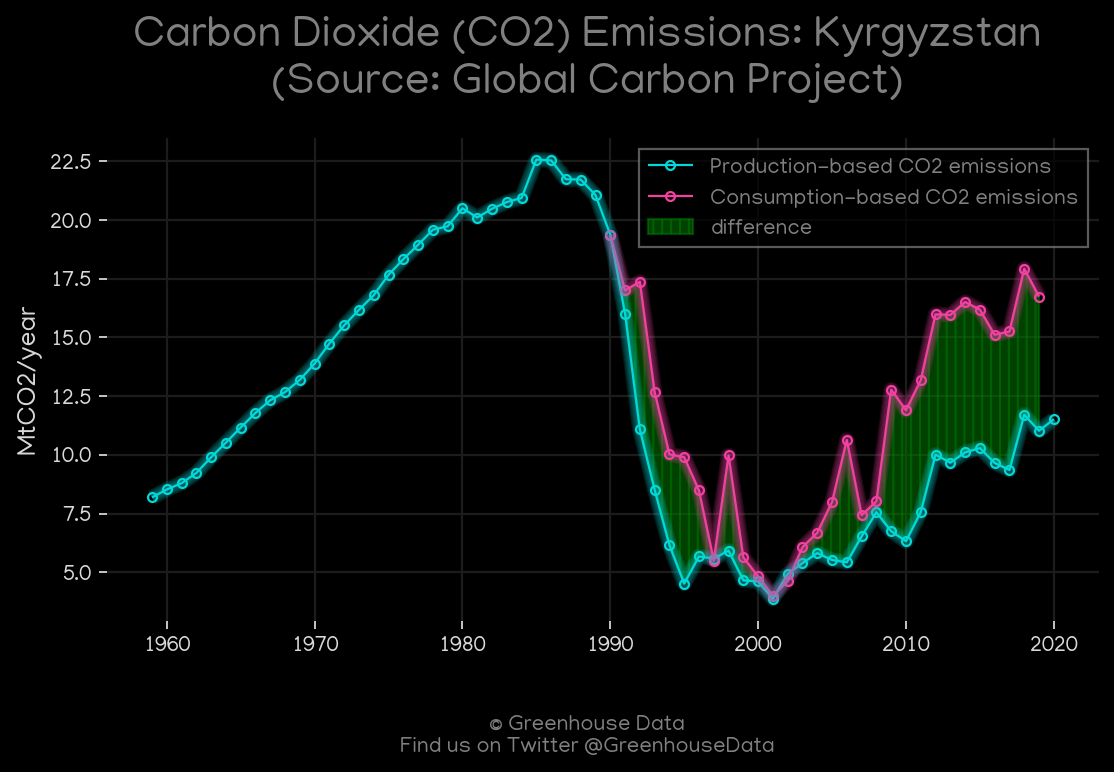 Carbon Dioxide (CO2) Emissions: Kyrgyzstan
(Source: Global Carbon Project)
Production-based CO2 emissions
Consumption-based CO2 emissions
difference
MtCO2/year
22.5
20.0
17.5
15.0
12.5
10.0
7.5
5.0
1960 1970 1980 1990 2000 2010 2020
© Greenhouse Data
Find us on Twitter @GreenhouseData